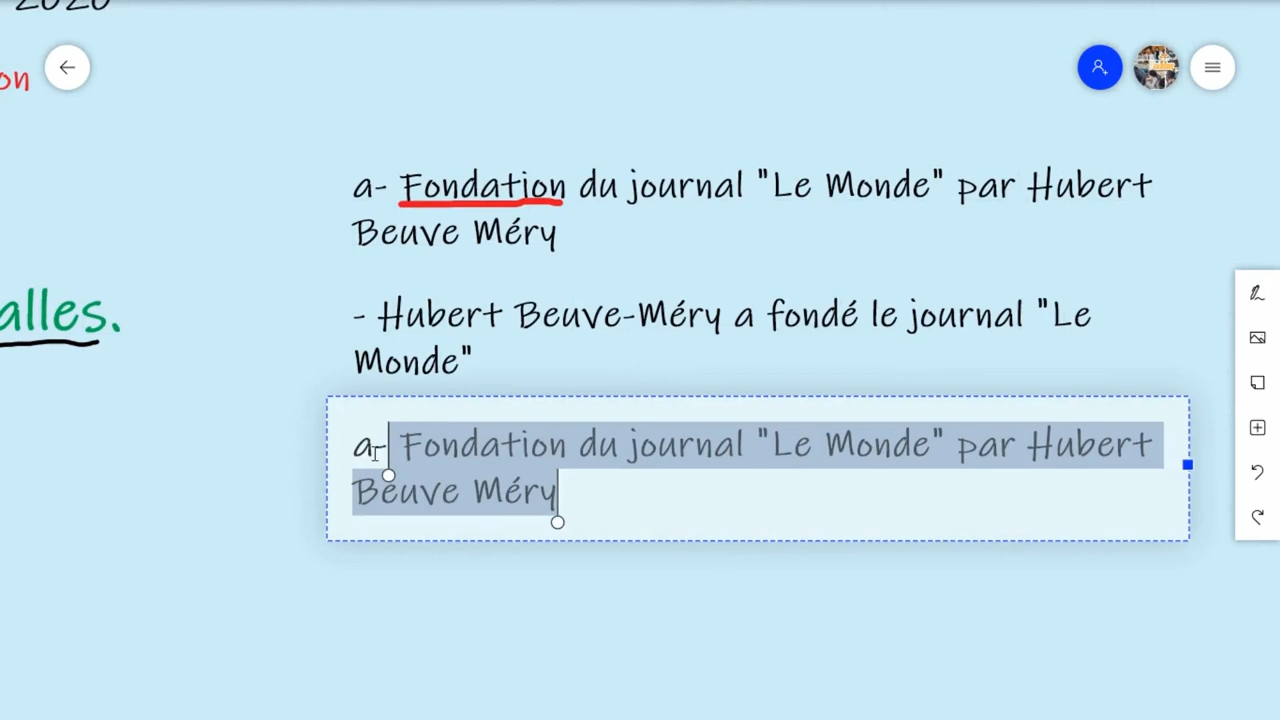 2020
on
a- Fondation du journal "Le Monde" par Hubert
Beuve Méry
alles.
- Hubert Beuve-Méry a fondé le journal "Le
Monde"
a- Fondation du journal "Le Monde" par Hubert
Beuve Méry